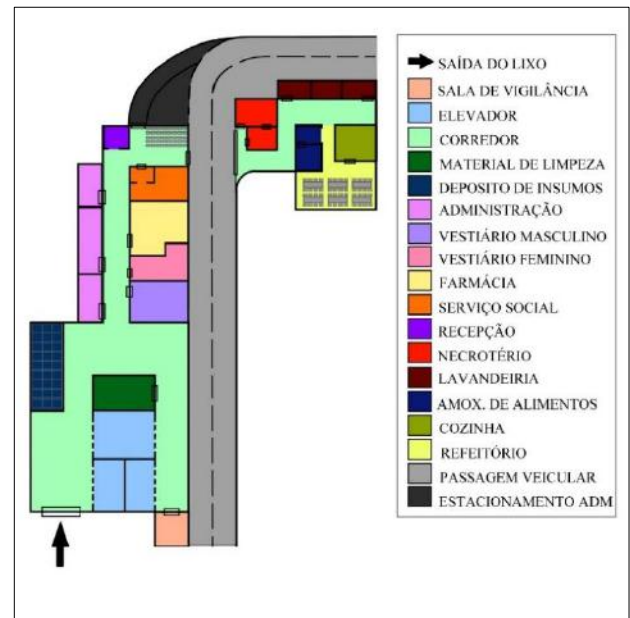 SAÍDA DO LIXO
SALA DE VIGILÂNCIA
ELEVADOR
CORREDOR
MATERIAL DE LIMPEZA
DEPOSITO DE INSUMOS
ADMINISTRAÇÃO
VESTIÁRIO MASCULINO
VESTIÁRIO FEMININO
FARMÁCIA
SERVIÇO SOCIAL
RECEPÇÃO
NECROTÉRIO
LAVANDEIRIA
AMOX. DE ALIMENTOS
COZINHA
REFEITÓRIO
PASSAGEM VEICULAR
ESTACIONAMENTO ADM